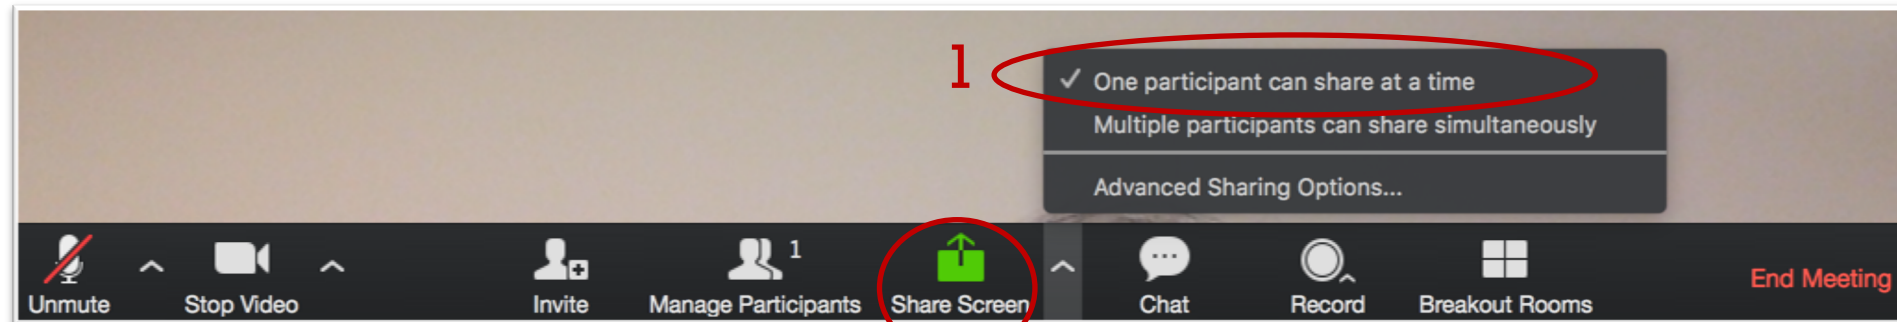 1
One participant can share at a time
Multiple participants can share simultaneously
Advanced Sharing Options...
1
Unmute
Stop Video
Invite
Manage Participants
Share Screen
Chat
Record
Breakout Rooms
End Meeting